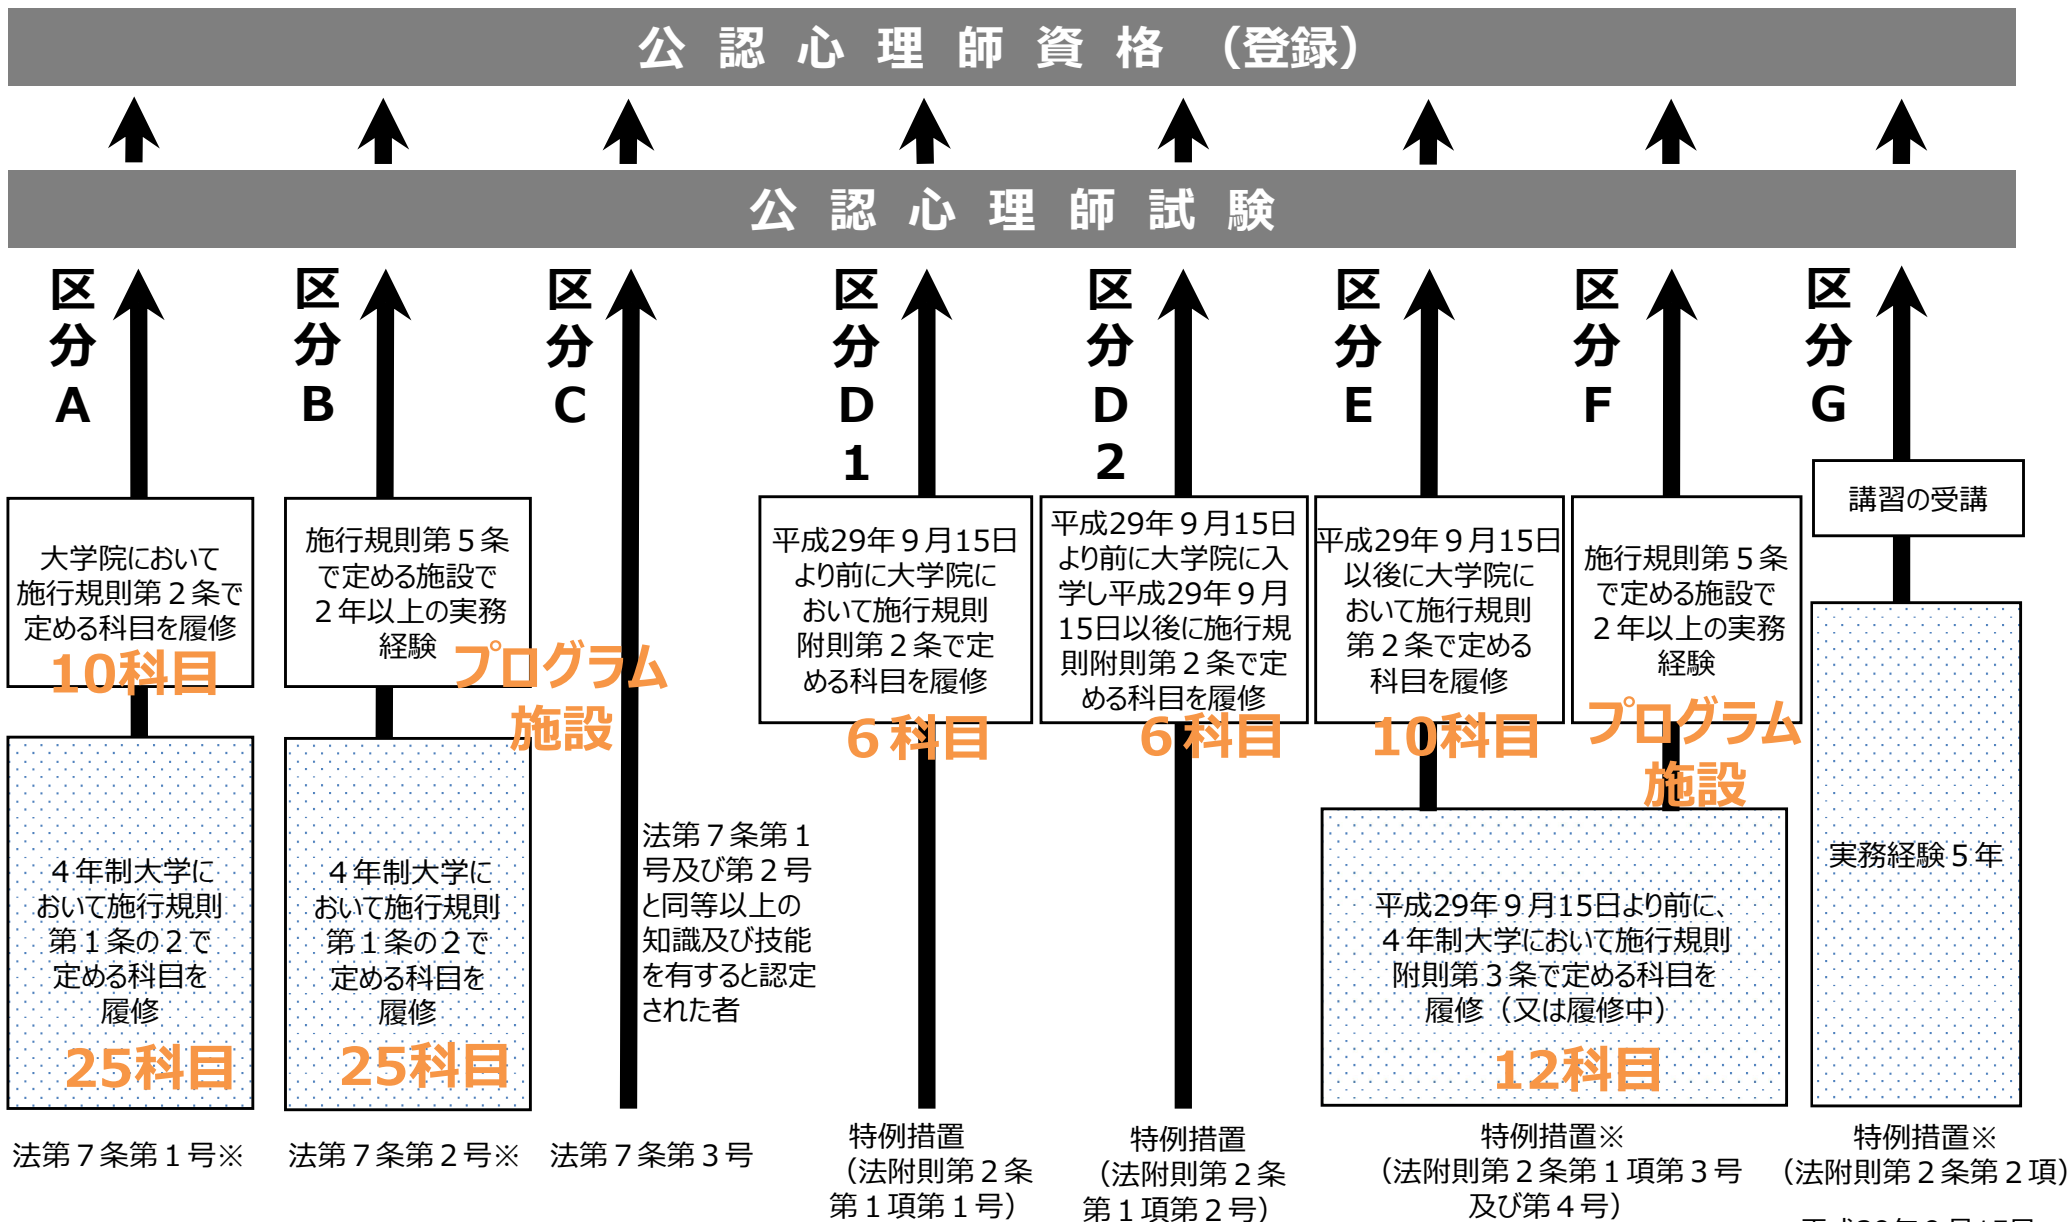 公認心理師資格（登録）
公認心理師試験
区分A
区分B
区分C
区分D1
区分D2
区分E
区分F
区分G
大学院において
施行規則第２条で
定める科目を履修
10科目
４年制大学に
おいて施行規則
第１条の２で
定める科目を
履修
25科目
法第７条第１号※
施行規則第５条
で定める施設で
２年以上の実務
経験
プログラム
施設
４年制大学に
おいて施行規則
第１条の２で
定める科目を
履修
25科目
法第７条第２号※
法第７条第１
号及び第２号
と同等以上の
知識及び技能
を有すると認定
された者
法第７条第３号
平成29年９月15日
より前に大学院に
おいて施行規則
附則第２条で定
める科目を履修
６科目
特例措置
（法附則第２条
第１項第１号）
平成29年９月15日
より前に大学院に入
学し平成29年９月
15日以後に施行規
則附則第２条で定
める科目を履修
６科目
特例措置
（法附則第２条
第１項第２号）
平成29年９月15日
以後に大学院に
おいて施行規則
第２条で定める
科目を履修
10科目
施行規則第５条
で定める施設で
２年以上の実務
経験
プログラム
施設
平成29年９月15日より前に、
４年制大学において施行規則
附則第３条で定める科目を
履修（又は履修中）
12科目
特例措置※
（法附則第２条第１項第３号
及び第４号）
講習の受講
実務経験５年
特例措置※
（法附則第２条第２項）